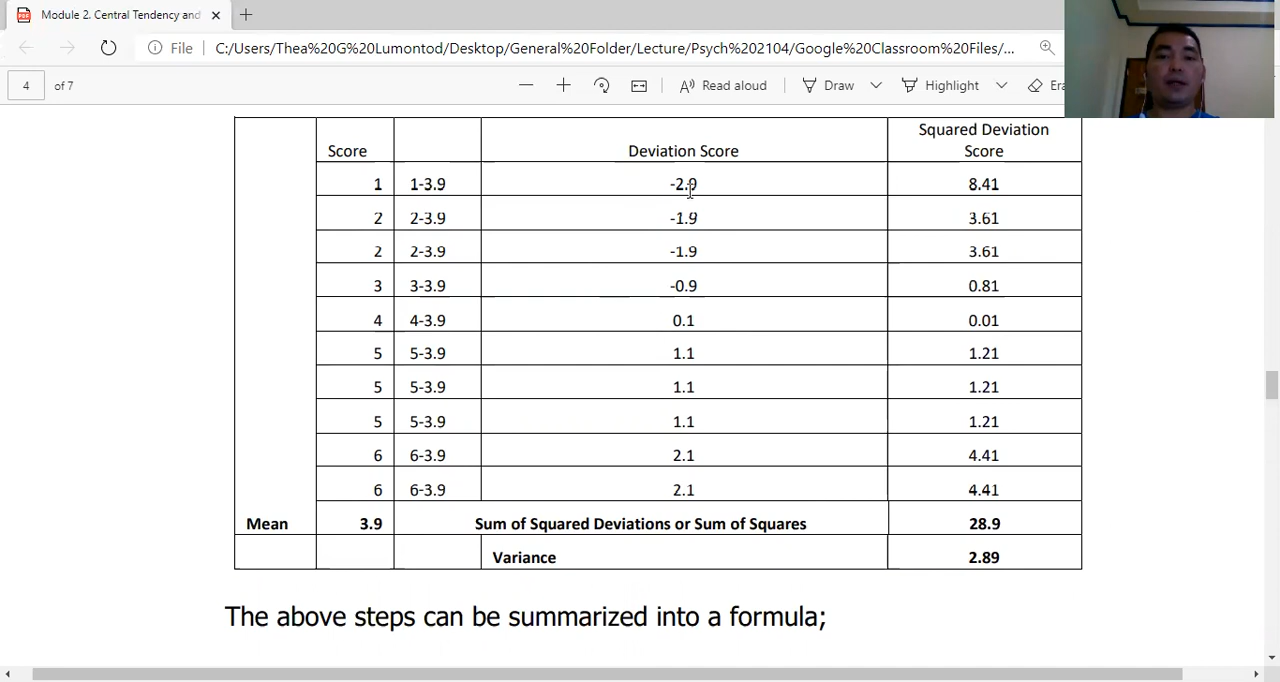 Module 2. Central Tendency and
File C:/Users/Thea%20G%20Lumontod/Desktop/General%20Folder/Lecture/Psych%202104/Google%20Classroom%20Files/...
4 of 7 Read aloud Draw Highlight Era
Score Deviation Score Squared Deviation Score
1 1-3.9 -2.9 8.41
2 2-3.9 -1.9 3.61
2 2-3.9 -1.9 3.61
3 3-3.9 -0.9 0.81
4 4-3.9 0.1 0.01
5 5-3.9 1.1 1.21
5 5-3.9 1.1 1.21
5 5-3.9 1.1 1.21
6 6-3.9 2.1 4.41
6 6-3.9 2.1 4.41
Mean 3.9 Sum of Squared Deviations or Sum of Squares 28.9
Variance 2.89
The above steps can be summarized into a formula;